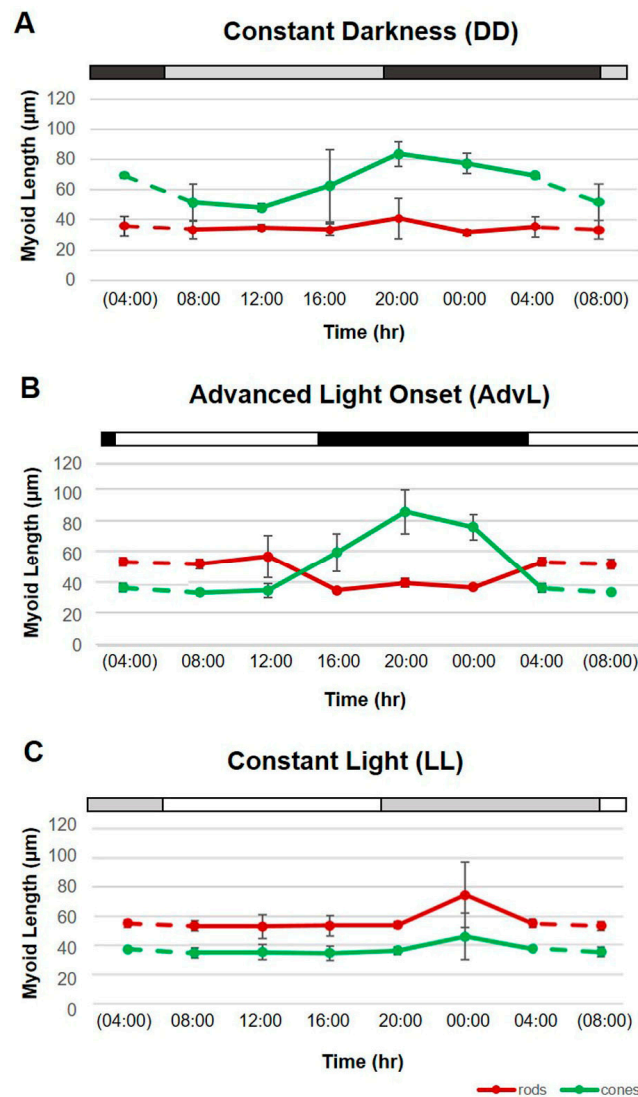 A
Constant Darkness (DD)
Myoid Length (µm)
120
100
80
60
40
20
0
(04:00) 08:00 12:00 16:00 20:00 00:00 04:00 (08:00)
Time (hr)
B
Advanced Light Onset (AdvL)
Myoid Length (µm)
120
100
80
60
40
20
0
(04:00) 08:00 12:00 16:00 20:00 00:00 04:00 (08:00)
Time (hr)
C
Constant Light (LL)
Myoid Length (µm)
120
100
80
60
40
20
0
(04:00) 08:00 12:00 16:00 20:00 00:00 04:00 (08:00)
Time (hr)
rods cones